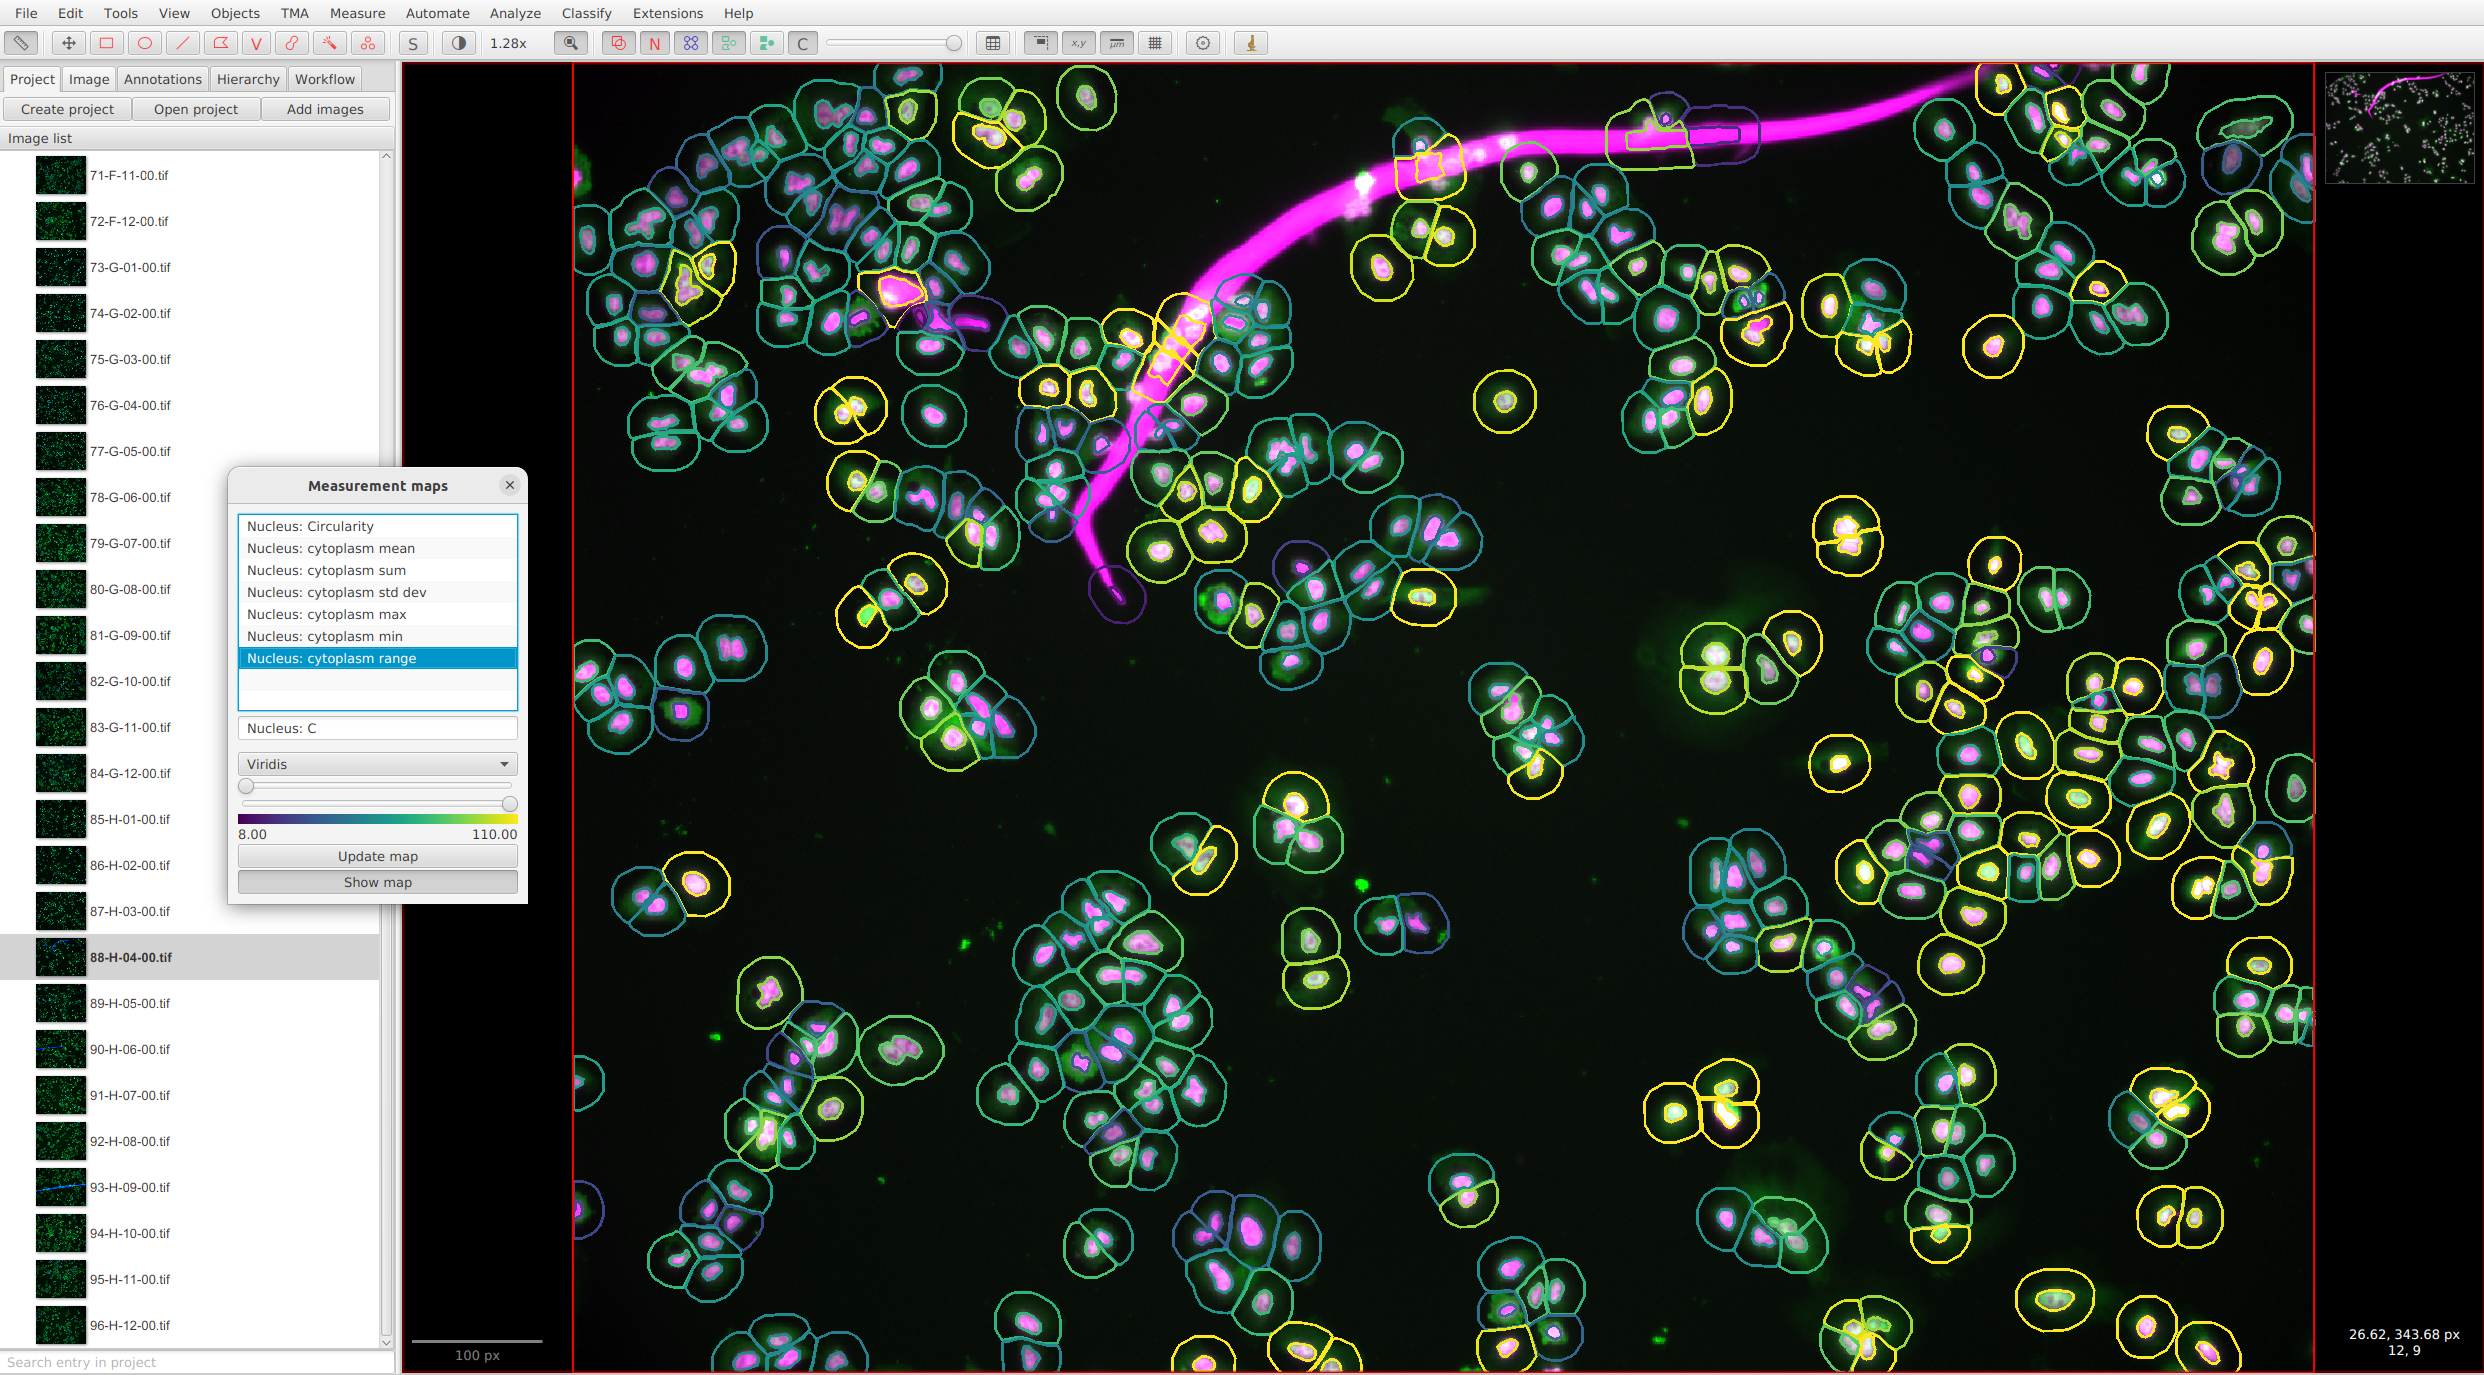 File Edit Tools View Objects TMA Measure Automate Analyze Classify Extensions Help
V S 1.28x N C x,y μm
Project Image Annotations Hierarchy Workflow
Create project Open project Add images
Image list
71-F-11-00.tif
72-F-12-00.tif
73-G-01-00.tif
74-G-02-00.tif
75-G-03-00.tif
76-G-04-00.tif
77-G-05-00.tif
78-G-06-00.tif
79-G-07-00.tif
80-G-08-00.tif
81-G-09-00.tif
82-G-10-00.tif
83-G-11-00.tif
84-G-12-00.tif
85-H-01-00.tif
86-H-02-00.tif
87-H-03-00.tif
88-H-04-00.tif
89-H-05-00.tif
90-H-06-00.tif
91-H-07-00.tif
92-H-08-00.tif
93-H-09-00.tif
94-H-10-00.tif
95-H-11-00.tif
96-H-12-00.tif
Search entry in project
Measurement maps
Nucleus: Circularity
Nucleus: cytoplasm mean
Nucleus: cytoplasm sum
Nucleus: cytoplasm std dev
Nucleus: cytoplasm max
Nucleus: cytoplasm min
Nucleus: cytoplasm range
Nucleus: C
Viridis
8.00 110.00
Update map
Show map
100 px
26.62, 343.68 px
12, 9